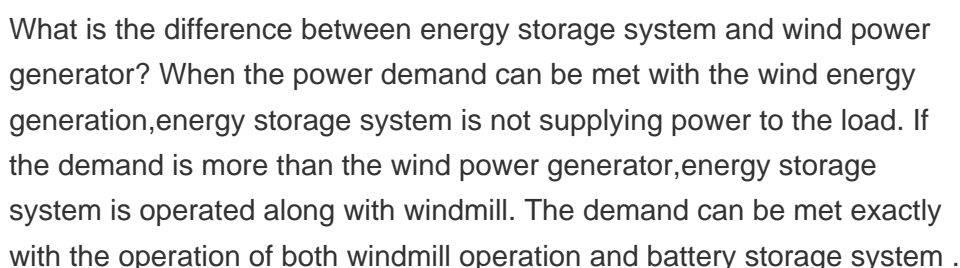 What is the difference between energy storage system and wind power
generator? When the power demand can be met with the wind energy
generation,energy storage system is not supplying power to the load. If
the demand is more than the wind power generator,energy storage
system is operated along with windmill. The demand can be met exactly
with the operation of both windmill operation and battery storage system .